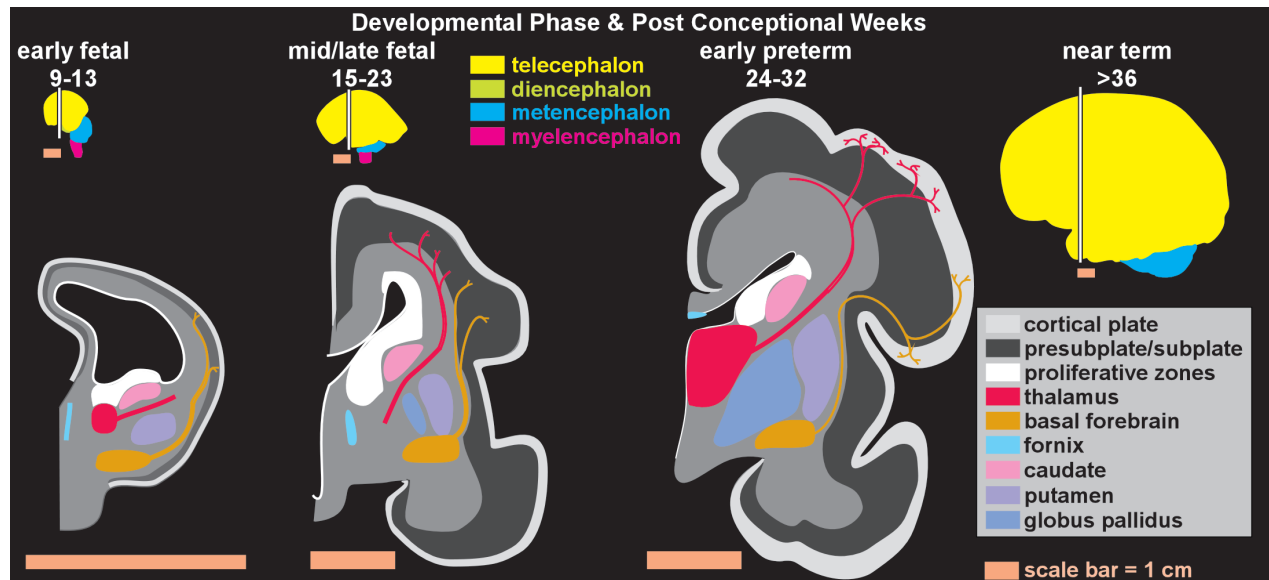 Developmental Phase & Post Conceptional Weeks
early fetal
9-13
mid/late fetal
15-23
telecephalon
diencephalon
metencephalon
myelencephalon
early preterm
24-32
near term
>36
cortical plate
presubplate/subplate
proliferative zones
thalamus
basal forebrain
fornix
caudate
putamen
globus pallidus
scale bar = 1 cm